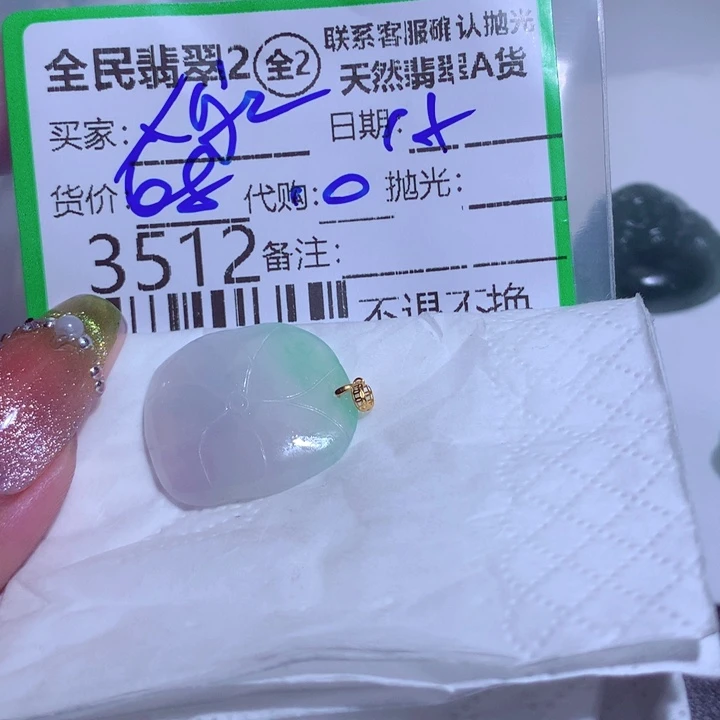 联系客服确认抛光
全民翡翠2 全2 天然翡翠A货
买家: 日期:
货价: 68 代购: 0 抛光:
3512 备注:
不退不换